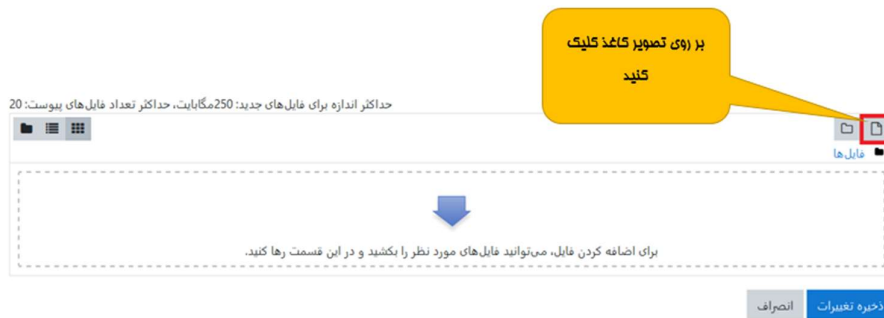 بر روی تصویر کاغذ کلیک
کنید
حداکثر اندازه برای فایل‌های جدید: 250مگابایت، حداکثر تعداد فایل‌های پیوست: 20
فایل‌ها
برای اضافه کردن فایل، می‌توانید فایل‌های مورد نظر را بکشید و در این قسمت رها کنید.
ذخیره تغییرات انصراف